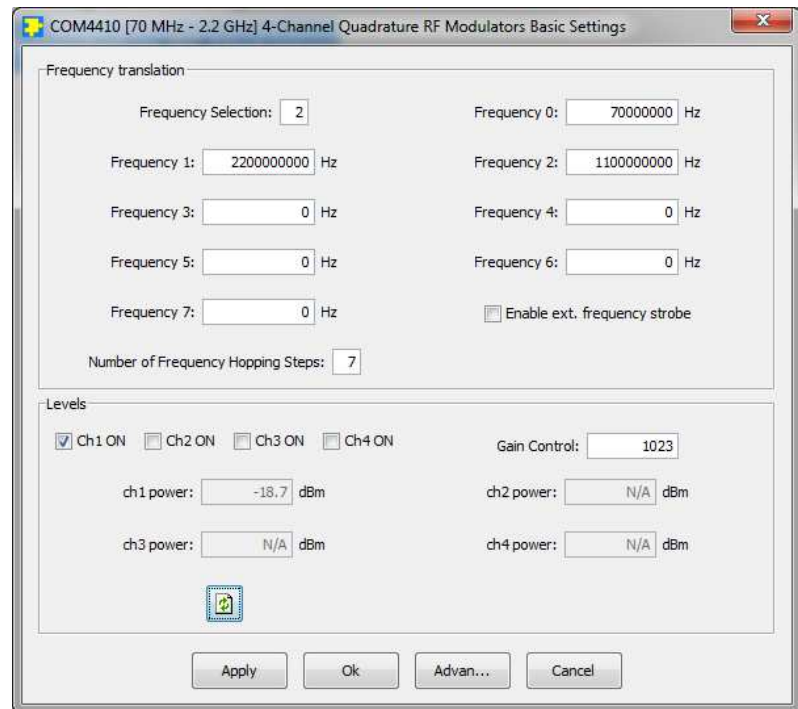 COM4410 [70 MHz - 2.2 GHz] 4-Channel Quadrature RF Modulators Basic Settings
Frequency translation
Frequency Selection: 2 Frequency 0: 70000000 Hz
Frequency 1: 2200000000 Hz Frequency 2: 1100000000 Hz
Frequency 3: 0 Hz Frequency 4: 0 Hz
Frequency 5: 0 Hz Frequency 6: 0 Hz
Frequency 7: 0 Hz Enable ext. frequency strobe
Number of Frequency Hopping Steps: 7
Levels
Ch1 ON Ch2 ON Ch3 ON Ch4 ON Gain Control: 1023
ch1 power: -18.7 dBm ch2 power: N/A dBm
ch3 power: N/A dBm ch4 power: N/A dBm
Apply Ok Advan... Cancel